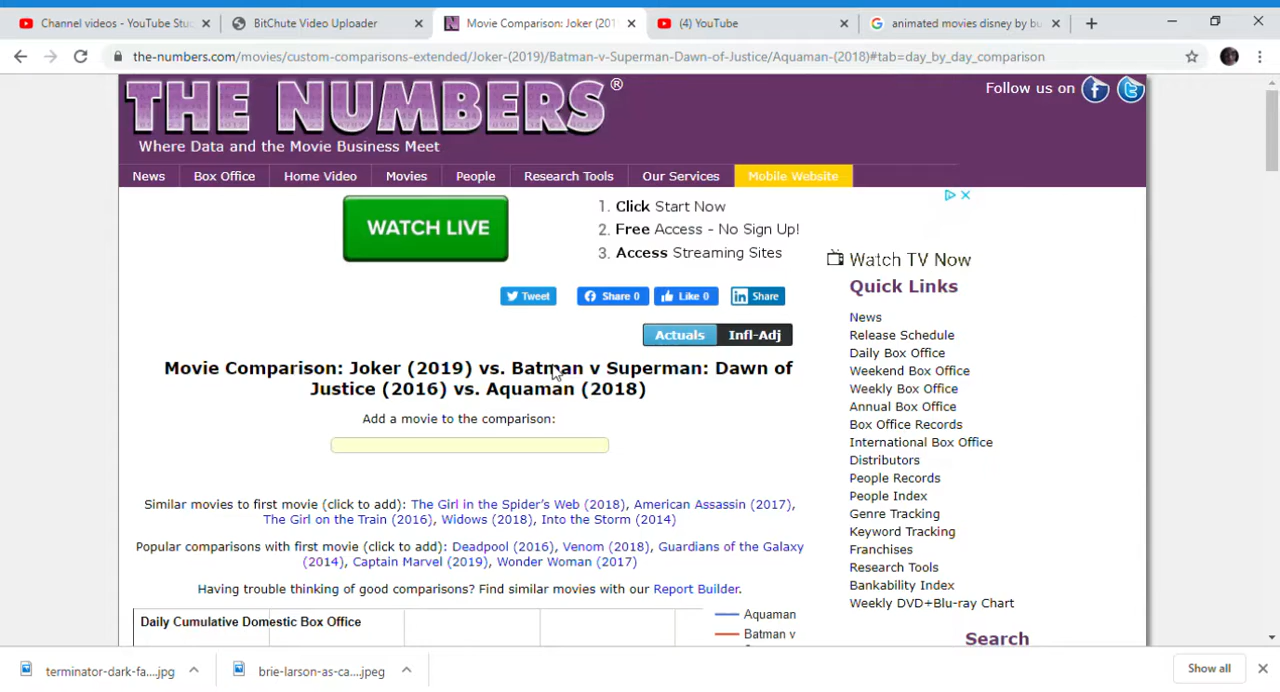 Channel videos - YouTube Stu
BitChute Video Uploader
Movie Comparison: Joker (201
(4) YouTube
animated movies disney by bu
the-numbers.com/movies/custom-comparisons-extended/Joker-(2019)/Batman-v-Superman-Dawn-of-Justice/Aquaman-(2018)#tab=day_by_day_comparison
THE NUMBERS®
Where Data and the Movie Business Meet
Follow us on
News Box Office Home Video Movies People Research Tools Our Services Mobile Website
WATCH LIVE
1. Click Start Now
2. Free Access - No Sign Up!
3. Access Streaming Sites
Watch TV Now
Tweet Share 0 Like 0 in Share
Actuals Infl-Adj
Movie Comparison: Joker (2019) vs. Batman v Superman: Dawn of
Justice (2016) vs. Aquaman (2018)
Add a movie to the comparison:
Similar movies to first movie (click to add): The Girl in the Spider's Web (2018), American Assassin (2017),
The Girl on the Train (2016), Widows (2018), Into the Storm (2014)
Popular comparisons with first movie (click to add): Deadpool (2016), Venom (2018), Guardians of the Galaxy
(2014), Captain Marvel (2019), Wonder Woman (2017)
Having trouble thinking of good comparisons? Find similar movies with our Report Builder.
Daily Cumulative Domestic Box Office
Aquaman
Batman v
Quick Links
News
Release Schedule
Daily Box Office
Weekend Box Office
Weekly Box Office
Annual Box Office
Box Office Records
International Box Office
Distributors
People Records
People Index
Genre Tracking
Keyword Tracking
Franchises
Research Tools
Bankability Index
Weekly DVD+Blu-ray Chart
Search
terminator-dark-fa....jpg
brie-larson-as-ca....jpeg
Show all